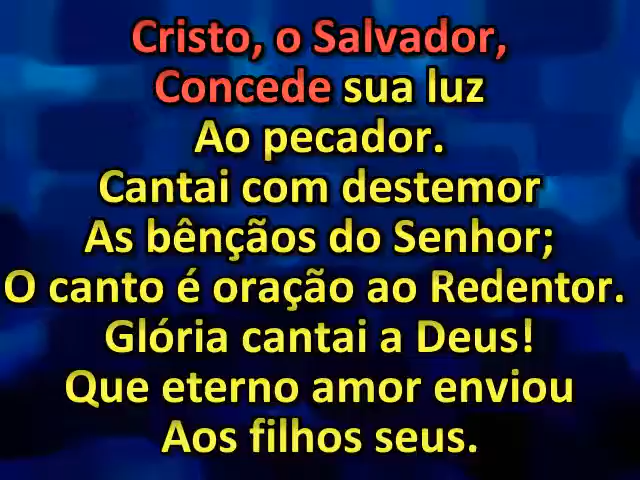 Cristo, o Salvador,
Concede sua luz
Ao pecador.
Cantai com destemor
As bênçãos do Senhor;
O canto é oração ao Redentor.
Glória cantai a Deus!
Que eterno amor enviou
Aos filhos seus.